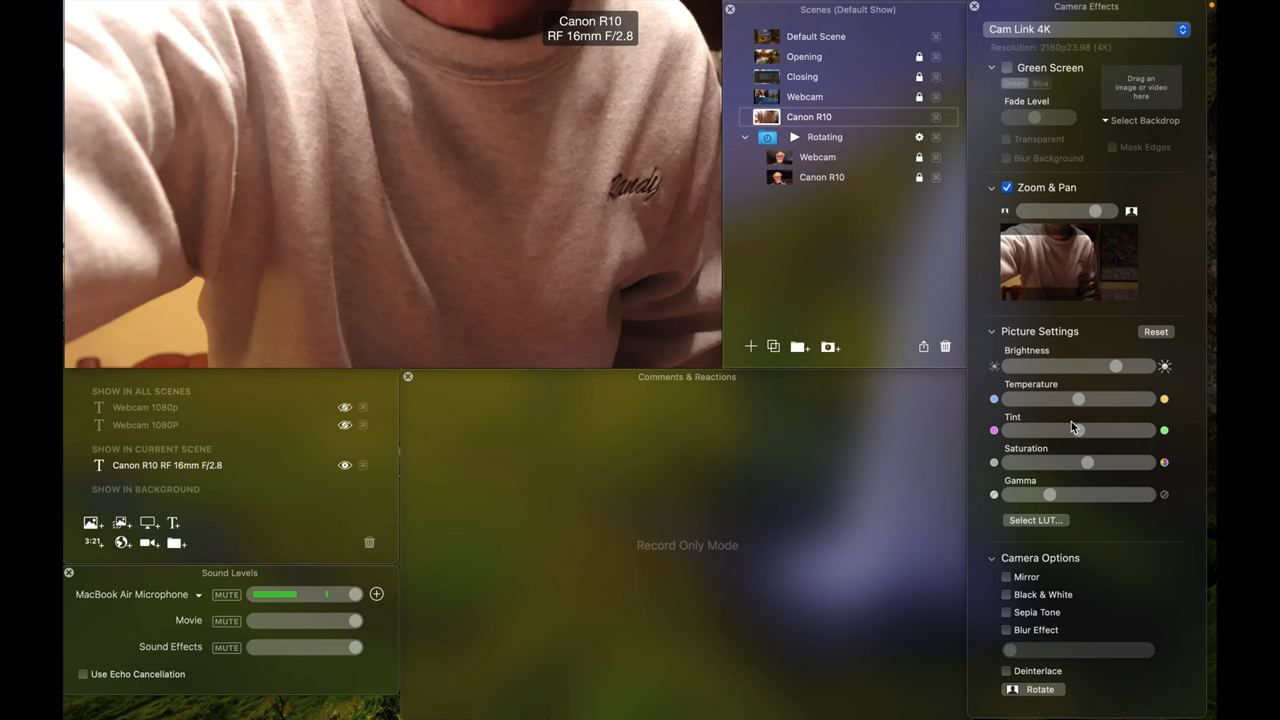 Canon R10
RF 16mm F/2.8
Randy
Scenes (Default Show)
Default Scene
Opening
Closing
Webcam
Canon R10
Rotating
Webcam
Canon R10
Camera Effects
Cam Link 4K
Resolution: 2160p23.98 (4K)
Green Screen
Green Blue
Fade Level
Drag an
image or video
here
Select Backdrop
Transparent
Mask Edges
Blur Background
Zoom & Pan
Picture Settings
Reset
Brightness
Temperature
Tint
Saturation
Gamma
Select LUT...
Camera Options
Mirror
Black & White
Sepia Tone
Blur Effect
Deinterlace
Rotate
SHOW IN ALL SCENES
Webcam 1080p
Webcam 1080P
SHOW IN CURRENT SCENE
Canon R10 RF 16mm F/2.8
SHOW IN BACKGROUND
3:21
Sound Levels
MacBook Air Microphone
MUTE
Movie
MUTE
Sound Effects
MUTE
Use Echo Cancellation
Comments & Reactions
Record Only Mode